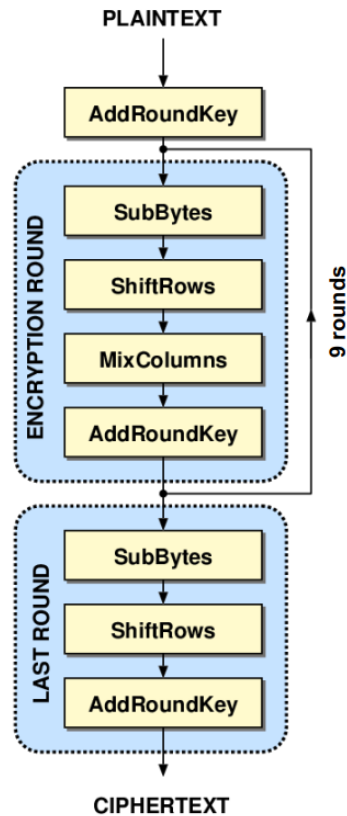 PLAINTEXT
AddRoundKey
ENCRYPTION ROUND
SubBytes
ShiftRows
MixColumns
AddRoundKey
9 rounds
LAST ROUND
SubBytes
ShiftRows
AddRoundKey
CIPHERTEXT